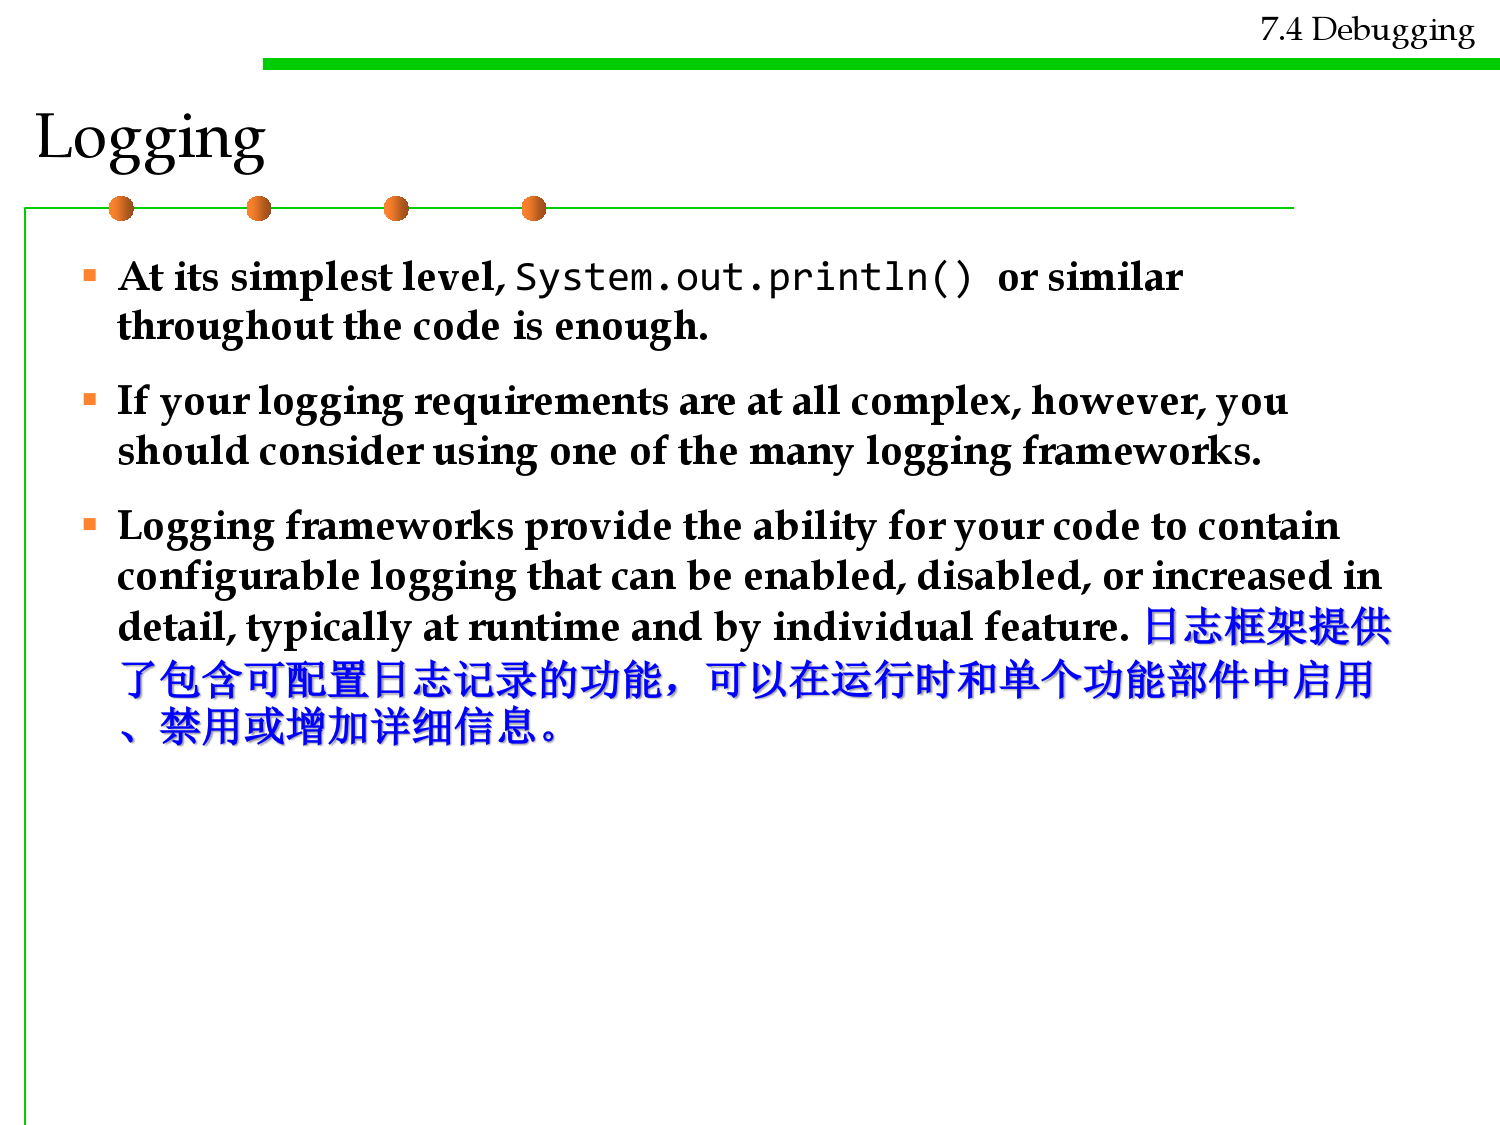 7.4 Debugging
Logging
At its simplest level, System.out.println() or similar
throughout the code is enough.
If your logging requirements are at all complex, however, you
should consider using one of the many logging frameworks.
Logging frameworks provide the ability for your code to contain
configurable logging that can be enabled, disabled, or increased in
detail, typically at runtime and by individual feature. 日志框架提供
了包含可配置日志记录的功能，可以在运行时和单个功能部件中启用
、禁用或增加详细信息。